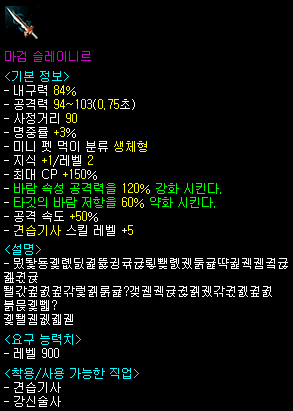 마검 슬레이니르
<기본 정보>
- 내구력 84%
- 공격력 94~103(0.75초)
- 사정거리 90
- 명중률 +3%
- 미니 펫 먹이 분류 생체형
- 지식 +1/레벨 2
- 최대 CP +150%
- 바람 속성 공격력을 120% 강화 시킨다.
- 타깃의 바람 저항을 60% 약화 시킨다.
- 공격 속도 +50%
- 견습기사 스킬 레벨 +5
<설명>
<요구 능력치>
- 레벨 900
<착용/사용 가능한 직업>
- 견습기사
- 강신술사